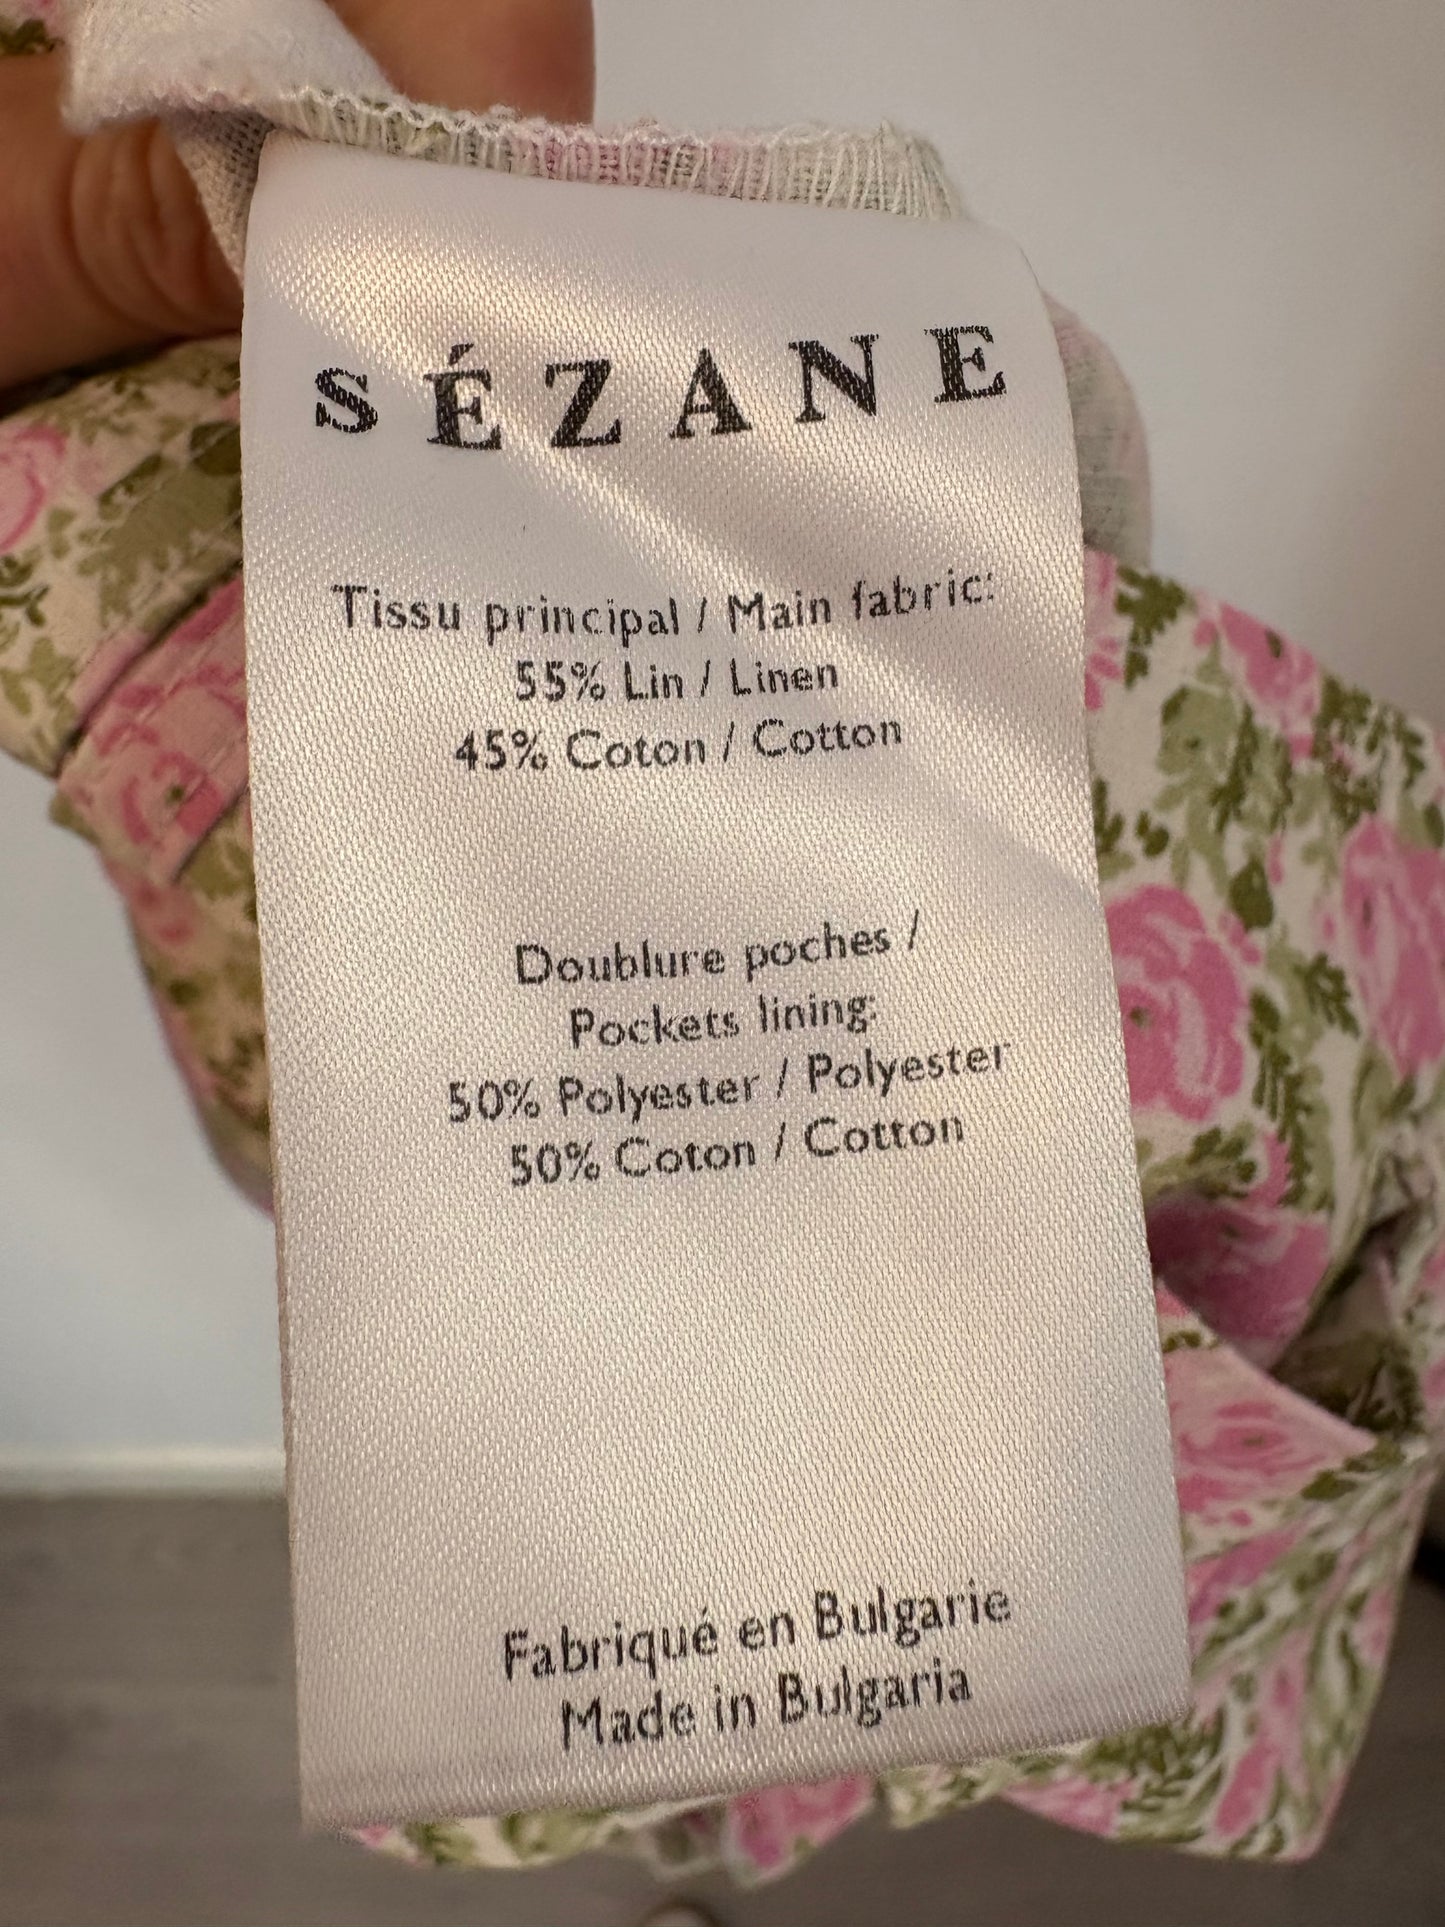 SÉZANE
Tissu principal / Main fabric:
55% Lin / Linen
45% Coton / Cotton
Doublure poches /
Pockets lining:
50% Polyester / Polyester
50% Coton / Cotton
Fabriqué en Bulgarie
Made in Bulgaria